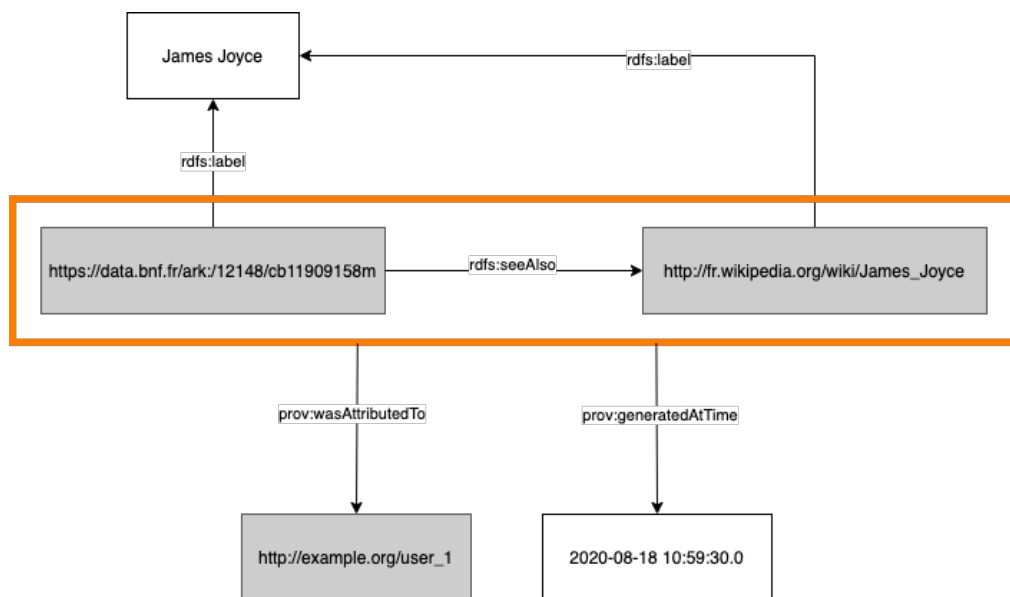 James Joyce
rdfs:label
rdfs:label
https://data.bnf.fr/ark:/12148/cb11909158m
rdfs:seeAlso
http://fr.wikipedia.org/wiki/James_Joyce
prov:wasAttributedTo
prov:generatedAtTime
http://example.org/user_1
2020-08-18 10:59:30.0